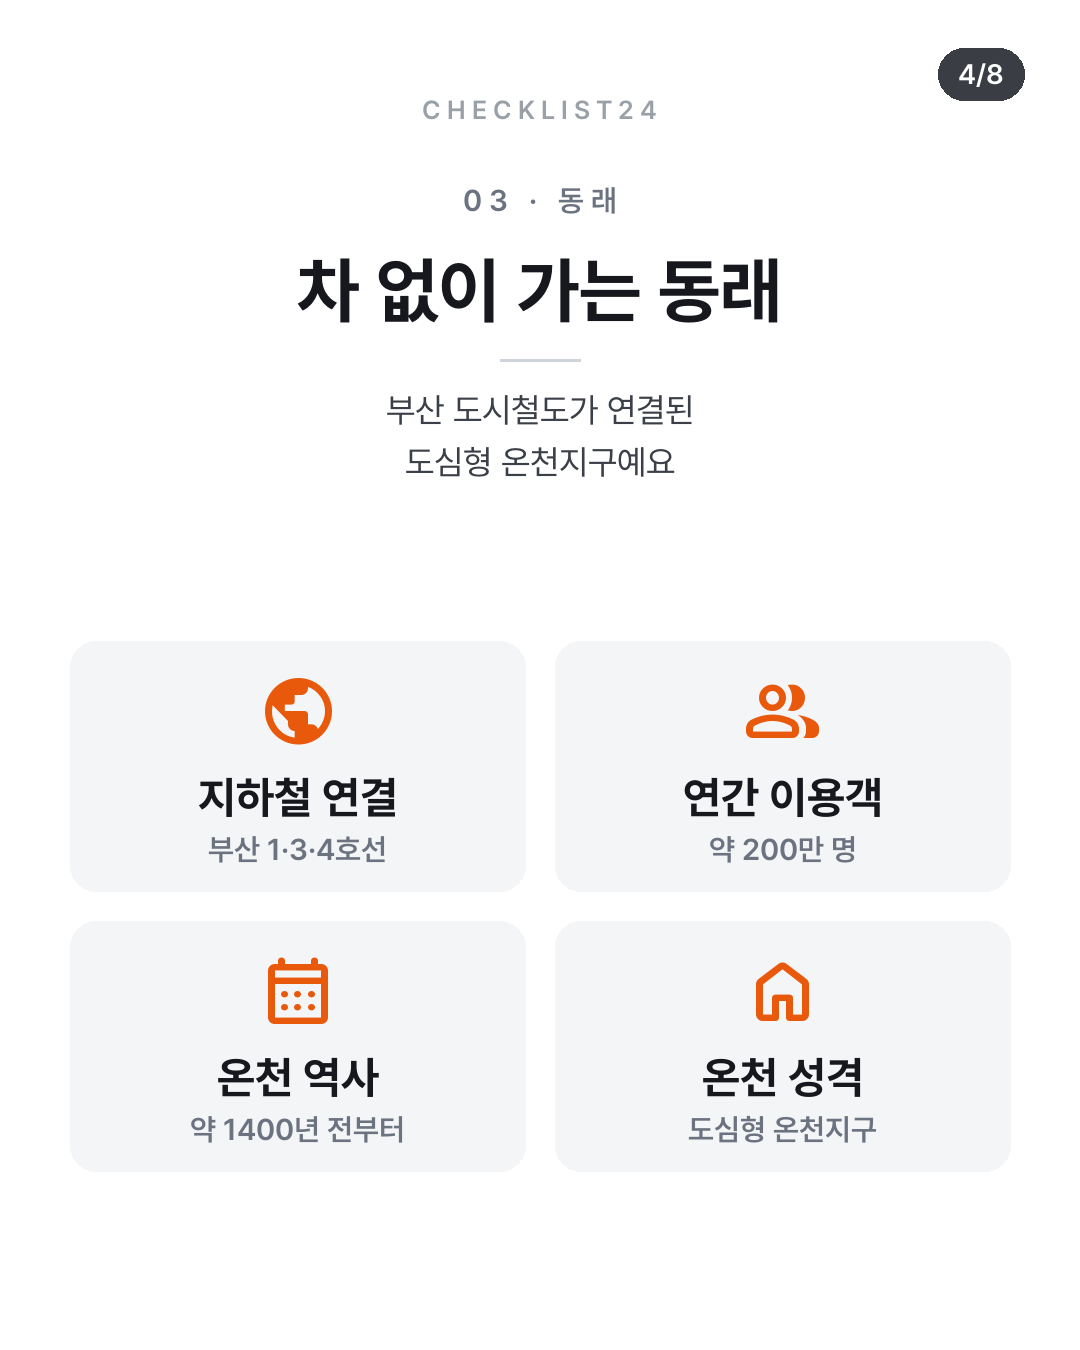 4/8
CHECKLIST24
03 · 동래
차 없이 가는 동래
부산 도시철도가 연결된
도심형 온천지구예요
지하철 연결
부산 1·3·4호선
연간 이용객
약 200만 명
온천 역사
약 1400년 전부터
온천 성격
도심형 온천지구